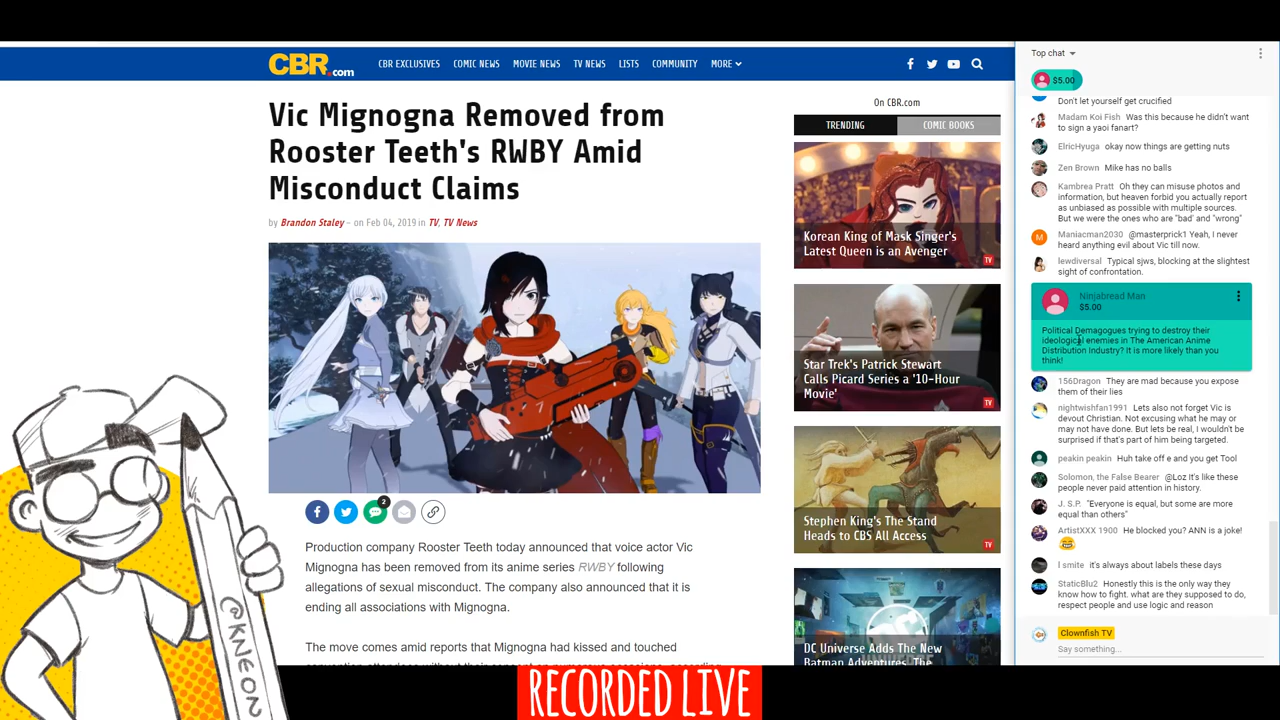 CBR.com
CBR EXCLUSIVES COMIC NEWS MOVIE NEWS TV NEWS LISTS COMMUNITY MORE
Vic Mignogna Removed from
Rooster Teeth's RWBY Amid
Misconduct Claims
by Brandon Staley – on Feb 04, 2019 in TV, TV News
2
Production company Rooster Teeth today announced that voice actor Vic
Mignogna has been removed from its anime series RWBY following
allegations of sexual misconduct. The company also announced that it is
ending all associations with Mignogna.
The move comes amid reports that Mignogna had kissed and touched
On CBR.com
TRENDING COMIC BOOKS
Korean King of Mask Singer's
Latest Queen is an Avenger
TV
Star Trek's Patrick Stewart
Calls Picard Series a '10-Hour
Movie'
TV
Stephen King's The Stand
Heads to CBS All Access
TV
DC Universe Adds The New
Batman Adventures, The
Top chat
$5.00
Don't let yourself get crucified
Madam Koi Fish Was this because he didn't want
to sign a yaoi fanart?
ElricHyuga okay now things are getting nuts
Zen Brown Mike has no balls
Kambrea Pratt Oh they can misuse photos and
information, but heaven forbid you actually report
as unbiased as possible with multiple sources.
But we were the ones who are "bad' and "wrong"
M
Maniacman2030 @masterprick1 Yeah, I never
heard anything evil about Vic till now.
lewdiversal Typical sjws, blocking at the slightest
sight of confrontation.
Ninjabread Man
$5.00
Political Demagogues trying to destroy their
ideological enemies in The American Anime
Distribution Industry? It is more likely than you
think!
156Dragon They are mad because you expose
them of their lies
nightwishfan1991 Lets also not forget Vic is
devout Christian. Not excusing what he may or
may not have done. But lets be real, I wouldn't be
surprised if that's part of him being targeted.
peakin peakin Huh take off e and you get Tool
Solomon, the False Bearer @Loz It's like these
people never paid attention in history.
J. S.P. "Everyone is equal, but some are more
equal than others"
ArtistXXX 1900 He blocked you? ANN is a joke!
l smite it's always about labels these days
StaticBlu2 Honestly this is the only way they
know how to fight. what are they supposed to do,
respect people and use logic and reason
Clownfish TV
Say something...
@KNEON
RECORDED LIVE